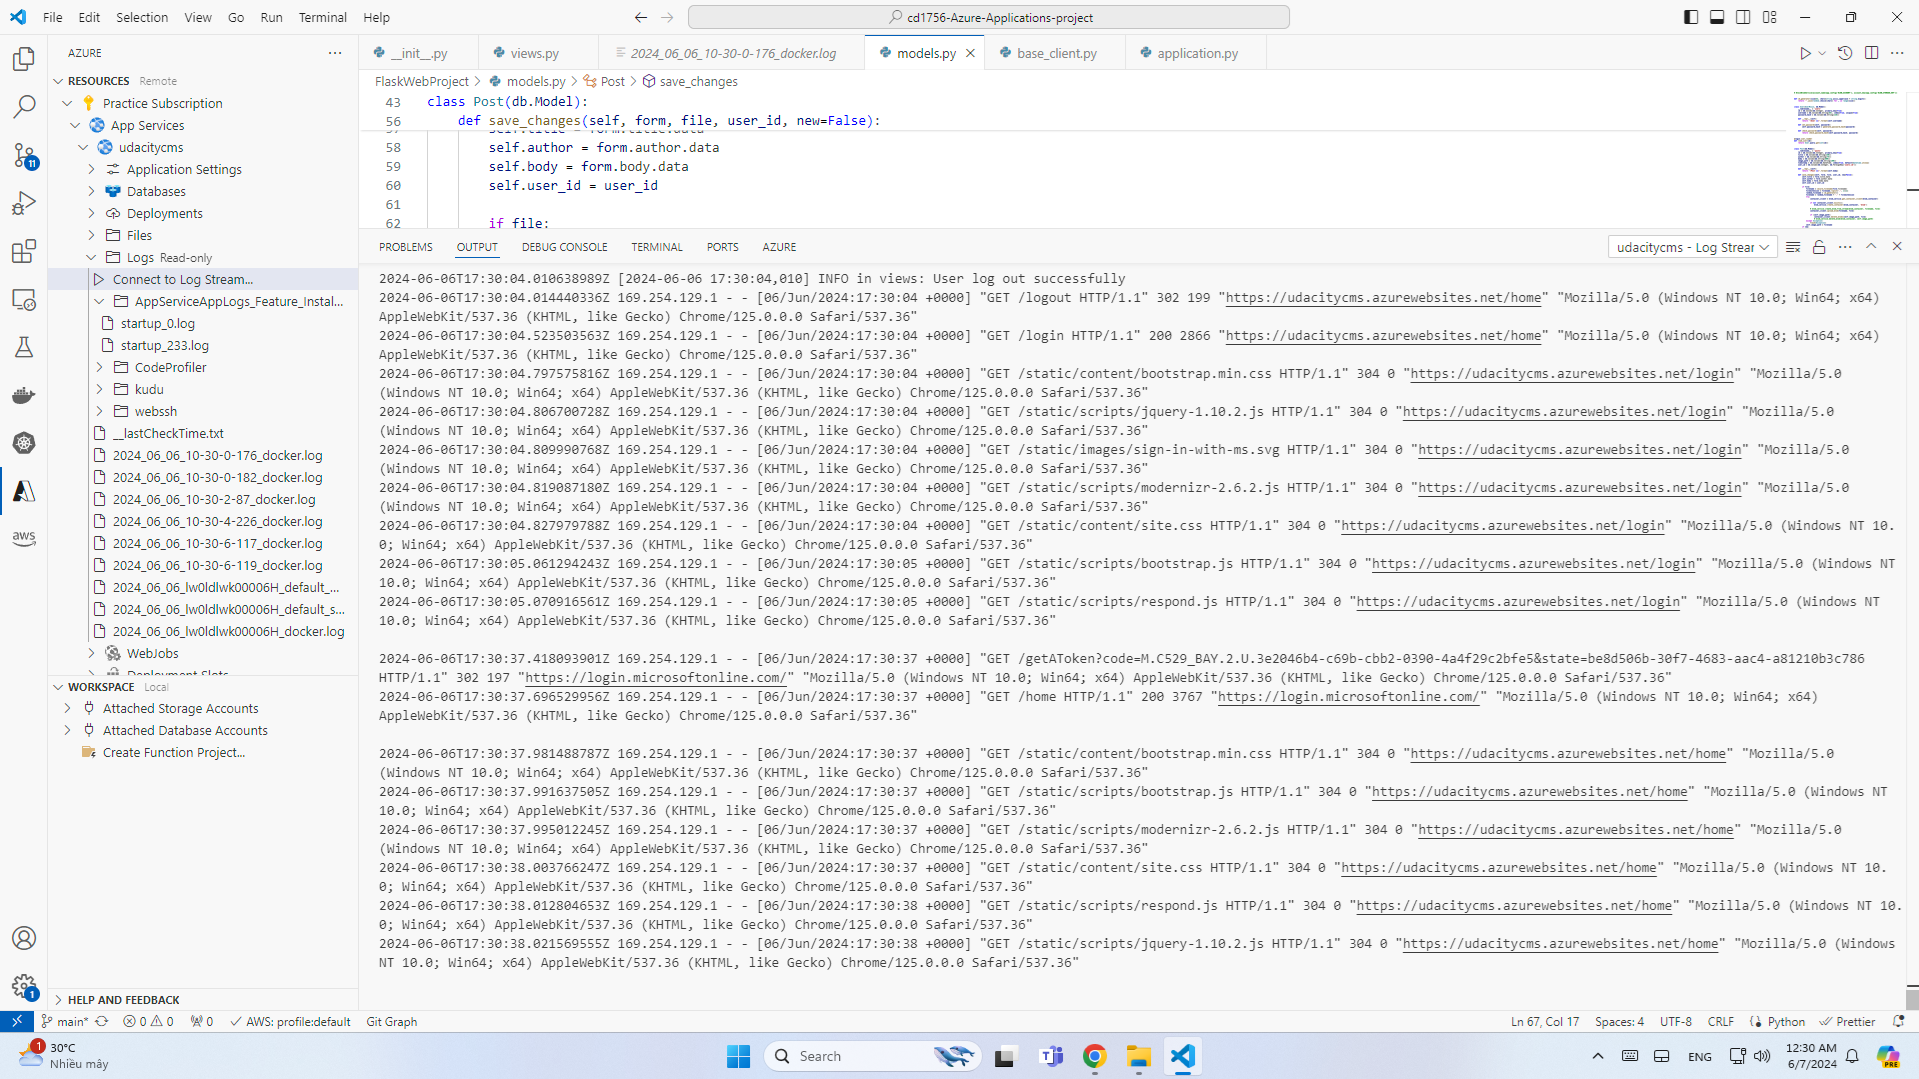 File Edit Selection View Go Run Terminal Help
cd1756-Azure-Applications-project
AZURE
RESOURCES Remote
Practice Subscription
App Services
udacitycms
Application Settings
Databases
Deployments
Files
Logs Read-only
Connect to Log Stream...
AppServiceAppLogs_Feature_Instal...
startup_0.log
startup_233.log
CodeProfiler
kudu
webssh
__lastCheckTime.txt
2024_06_06_10-30-0-176_docker.log
2024_06_06_10-30-0-182_docker.log
2024_06_06_10-30-2-87_docker.log
2024_06_06_10-30-4-226_docker.log
2024_06_06_10-30-6-117_docker.log
2024_06_06_10-30-6-119_docker.log
2024_06_06_lw0ldlwk00006H_default_...
2024_06_06_lw0ldlwk00006H_default_s...
2024_06_06_lw0ldlwk00006H_docker.log
WebJobs
Deployment Slots
WORKSPACE Local
Attached Storage Accounts
Attached Database Accounts
Create Function Project...
HELP AND FEEDBACK
11
aws
1
__init__.py views.py 2024_06_06_10-30-0-176_docker.log models.py base_client.py application.py
FlaskWebProject > models.py > Post > save_changes
43 class Post(db.Model):
56 def save_changes(self, form, file, user_id, new=False):
57 self.title = form.title.data
58 self.author = form.author.data
59 self.body = form.body.data
60 self.user_id = user_id
61
62 if file:
PROBLEMS OUTPUT DEBUG CONSOLE TERMINAL PORTS AZURE
udacitycms - Log Strear
2024-06-06T17:30:04.010638989Z [2024-06-06 17:30:04,010] INFO in views: User log out successfully
2024-06-06T17:30:04.014440336Z 169.254.129.1 - - [06/Jun/2024:17:30:04 +0000] "GET /logout HTTP/1.1" 302 199 "https://udacitycms.azurewebsites.net/home" "Mozilla/5.0 (Windows NT 10.0; Win64; x64)
AppleWebKit/537.36 (KHTML, like Gecko) Chrome/125.0.0.0 Safari/537.36"
2024-06-06T17:30:04.523503563Z 169.254.129.1 - - [06/Jun/2024:17:30:04 +0000] "GET /login HTTP/1.1" 200 2866 "https://udacitycms.azurewebsites.net/home" "Mozilla/5.0 (Windows NT 10.0; Win64; x64)
AppleWebKit/537.36 (KHTML, like Gecko) Chrome/125.0.0.0 Safari/537.36"
2024-06-06T17:30:04.797575816Z 169.254.129.1 - - [06/Jun/2024:17:30:04 +0000] "GET /static/content/bootstrap.min.css HTTP/1.1" 304 0 "https://udacitycms.azurewebsites.net/login" "Mozilla/5.0
(Windows NT 10.0; Win64; x64) AppleWebKit/537.36 (KHTML, like Gecko) Chrome/125.0.0.0 Safari/537.36"
2024-06-06T17:30:04.806700728Z 169.254.129.1 - - [06/Jun/2024:17:30:04 +0000] "GET /static/scripts/jquery-1.10.2.js HTTP/1.1" 304 0 "https://udacitycms.azurewebsites.net/login" "Mozilla/5.0
(Windows NT 10.0; Win64; x64) AppleWebKit/537.36 (KHTML, like Gecko) Chrome/125.0.0.0 Safari/537.36"
2024-06-06T17:30:04.809990768Z 169.254.129.1 - - [06/Jun/2024:17:30:04 +0000] "GET /static/images/sign-in-with-ms.svg HTTP/1.1" 304 0 "https://udacitycms.azurewebsites.net/login" "Mozilla/5.0
(Windows NT 10.0; Win64; x64) AppleWebKit/537.36 (KHTML, like Gecko) Chrome/125.0.0.0 Safari/537.36"
2024-06-06T17:30:04.819087180Z 169.254.129.1 - - [06/Jun/2024:17:30:04 +0000] "GET /static/scripts/modernizr-2.6.2.js HTTP/1.1" 304 0 "https://udacitycms.azurewebsites.net/login" "Mozilla/5.0
(Windows NT 10.0; Win64; x64) AppleWebKit/537.36 (KHTML, like Gecko) Chrome/125.0.0.0 Safari/537.36"
2024-06-06T17:30:04.827979788Z 169.254.129.1 - - [06/Jun/2024:17:30:04 +0000] "GET /static/content/site.css HTTP/1.1" 304 0 "https://udacitycms.azurewebsites.net/login" "Mozilla/5.0 (Windows NT 10.
0; Win64; x64) AppleWebKit/537.36 (KHTML, like Gecko) Chrome/125.0.0.0 Safari/537.36"
2024-06-06T17:30:05.061294243Z 169.254.129.1 - - [06/Jun/2024:17:30:05 +0000] "GET /static/scripts/bootstrap.js HTTP/1.1" 304 0 "https://udacitycms.azurewebsites.net/login" "Mozilla/5.0 (Windows NT
10.0; Win64; x64) AppleWebKit/537.36 (KHTML, like Gecko) Chrome/125.0.0.0 Safari/537.36"
2024-06-06T17:30:05.070916561Z 169.254.129.1 - - [06/Jun/2024:17:30:05 +0000] "GET /static/scripts/respond.js HTTP/1.1" 304 0 "https://udacitycms.azurewebsites.net/login" "Mozilla/5.0 (Windows NT
10.0; Win64; x64) AppleWebKit/537.36 (KHTML, like Gecko) Chrome/125.0.0.0 Safari/537.36"
2024-06-06T17:30:37.418093901Z 169.254.129.1 - - [06/Jun/2024:17:30:37 +0000] "GET /getAToken?code=M.C529_BAY.2.U.3e2046b4-c69b-cbb2-0390-4a4f29c2bfe5&state=be8d506b-30f7-4683-aac4-a81210b3c786
HTTP/1.1" 302 197 "https://login.microsoftonline.com/" "Mozilla/5.0 (Windows NT 10.0; Win64; x64) AppleWebKit/537.36 (KHTML, like Gecko) Chrome/125.0.0.0 Safari/537.36"
2024-06-06T17:30:37.696529956Z 169.254.129.1 - - [06/Jun/2024:17:30:37 +0000] "GET /home HTTP/1.1" 200 3767 "https://login.microsoftonline.com/" "Mozilla/5.0 (Windows NT 10.0; Win64; x64)
AppleWebKit/537.36 (KHTML, like Gecko) Chrome/125.0.0.0 Safari/537.36"
2024-06-06T17:30:37.981488787Z 169.254.129.1 - - [06/Jun/2024:17:30:37 +0000] "GET /static/content/bootstrap.min.css HTTP/1.1" 304 0 "https://udacitycms.azurewebsites.net/home" "Mozilla/5.0
(Windows NT 10.0; Win64; x64) AppleWebKit/537.36 (KHTML, like Gecko) Chrome/125.0.0.0 Safari/537.36"
2024-06-06T17:30:37.991637505Z 169.254.129.1 - - [06/Jun/2024:17:30:37 +0000] "GET /static/scripts/bootstrap.js HTTP/1.1" 304 0 "https://udacitycms.azurewebsites.net/home" "Mozilla/5.0 (Windows NT
10.0; Win64; x64) AppleWebKit/537.36 (KHTML, like Gecko) Chrome/125.0.0.0 Safari/537.36"
2024-06-06T17:30:37.995012245Z 169.254.129.1 - - [06/Jun/2024:17:30:37 +0000] "GET /static/scripts/modernizr-2.6.2.js HTTP/1.1" 304 0 "https://udacitycms.azurewebsites.net/home" "Mozilla/5.0
(Windows NT 10.0; Win64; x64) AppleWebKit/537.36 (KHTML, like Gecko) Chrome/125.0.0.0 Safari/537.36"
2024-06-06T17:30:38.003766247Z 169.254.129.1 - - [06/Jun/2024:17:30:37 +0000] "GET /static/content/site.css HTTP/1.1" 304 0 "https://udacitycms.azurewebsites.net/home" "Mozilla/5.0 (Windows NT 10.
0; Win64; x64) AppleWebKit/537.36 (KHTML, like Gecko) Chrome/125.0.0.0 Safari/537.36"
2024-06-06T17:30:38.012804653Z 169.254.129.1 - - [06/Jun/2024:17:30:38 +0000] "GET /static/scripts/respond.js HTTP/1.1" 304 0 "https://udacitycms.azurewebsites.net/home" "Mozilla/5.0 (Windows NT 10.
0; Win64; x64) AppleWebKit/537.36 (KHTML, like Gecko) Chrome/125.0.0.0 Safari/537.36"
2024-06-06T17:30:38.021569555Z 169.254.129.1 - - [06/Jun/2024:17:30:38 +0000] "GET /static/scripts/jquery-1.10.2.js HTTP/1.1" 304 0 "https://udacitycms.azurewebsites.net/home" "Mozilla/5.0 (Windows
NT 10.0; Win64; x64) AppleWebKit/537.36 (KHTML, like Gecko) Chrome/125.0.0.0 Safari/537.36"
main* 0 0 0 AWS: profile:default Git Graph
Ln 67, Col 17 Spaces: 4 UTF-8 CRLF Python Prettier
1
30°C
Nhiều mây
Search
ENG
12:30 AM
6/7/2024
PRE